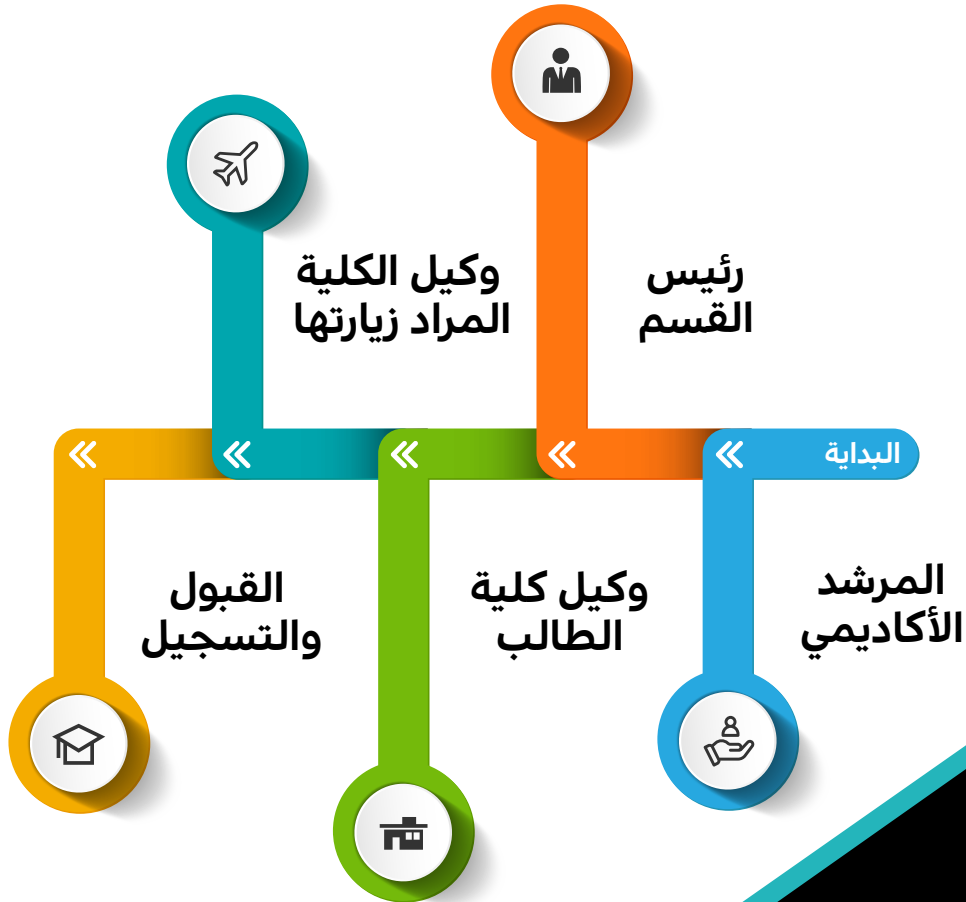 البداية
المرشد
الأكاديمي
رئيس
القسم
وكيل كلية
الطالب
وكيل الكلية
المراد زيارتها
القبول
والتسجيل